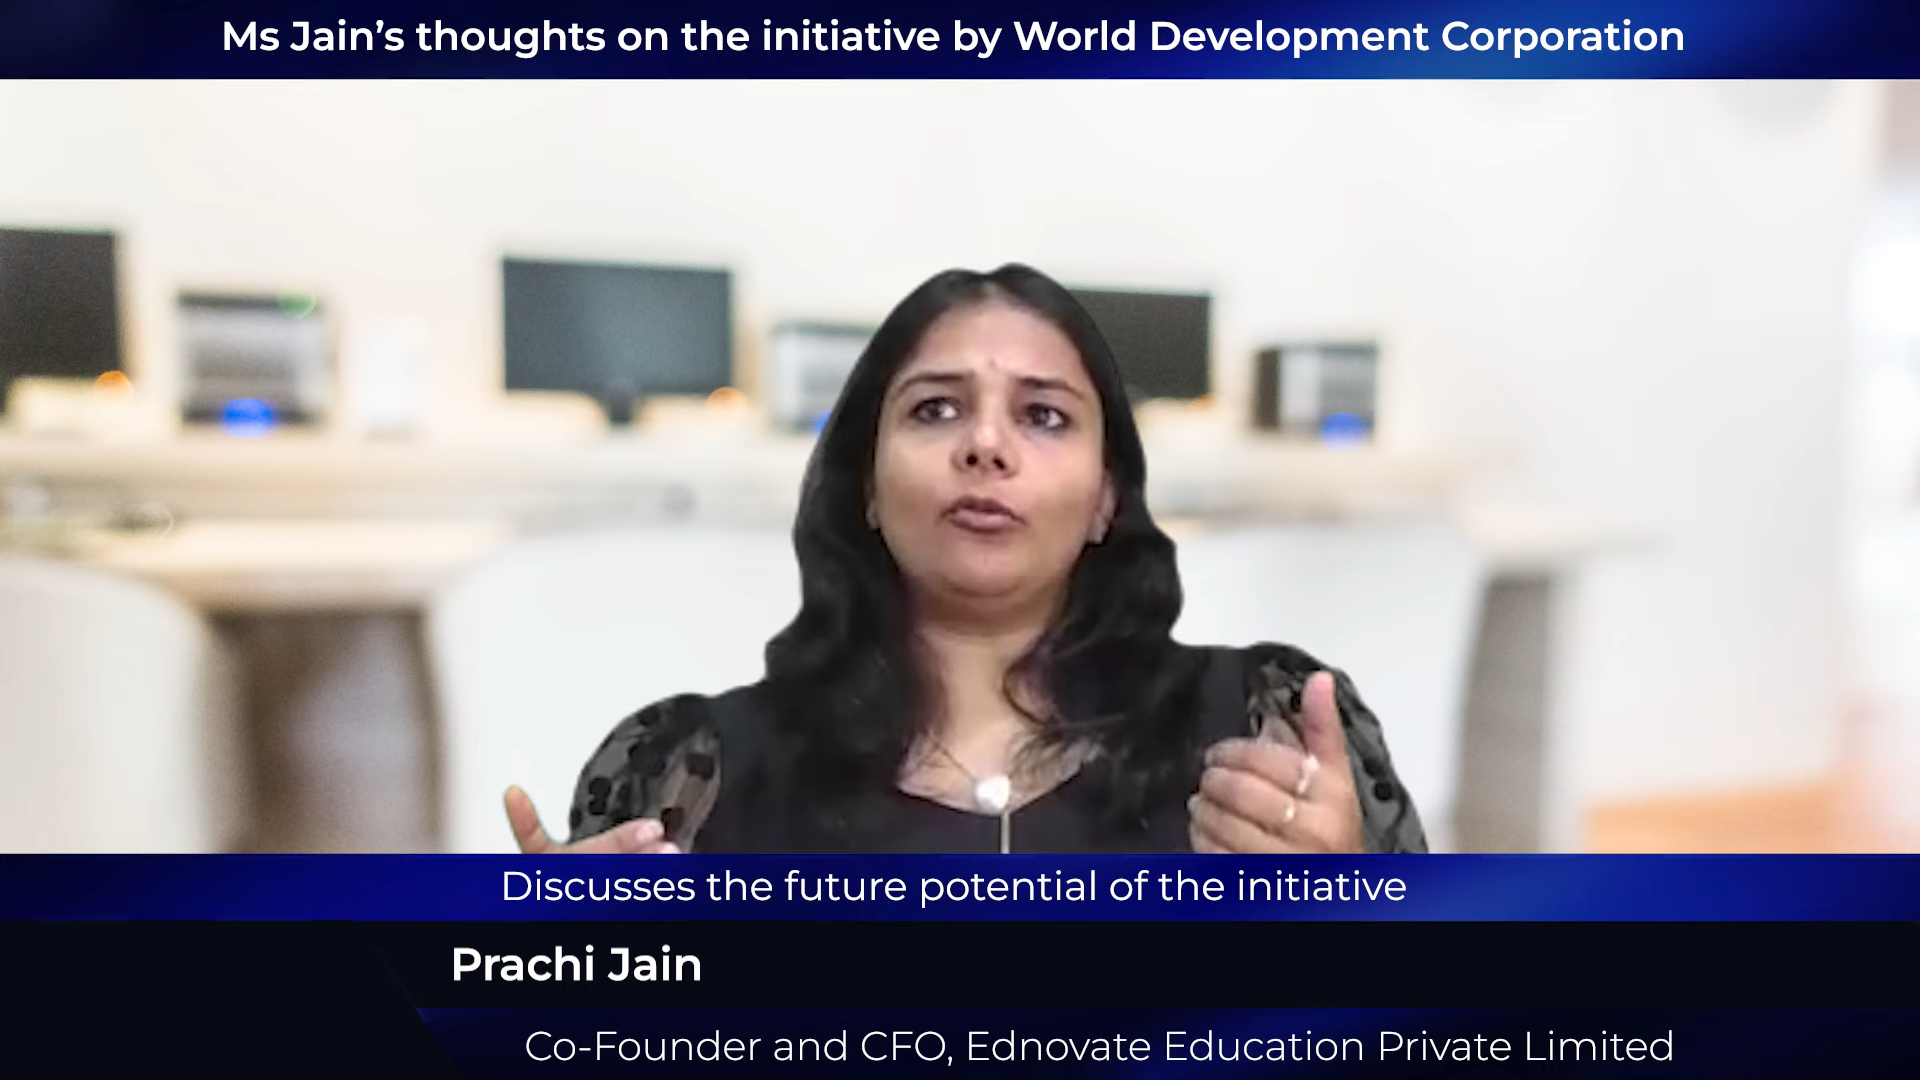 Ms Jain’s thoughts on the initiative by World Development Corporation
Discusses the future potential of the initiative
Prachi Jain
Co-Founder and CFO, Ednovate Education Private Limited